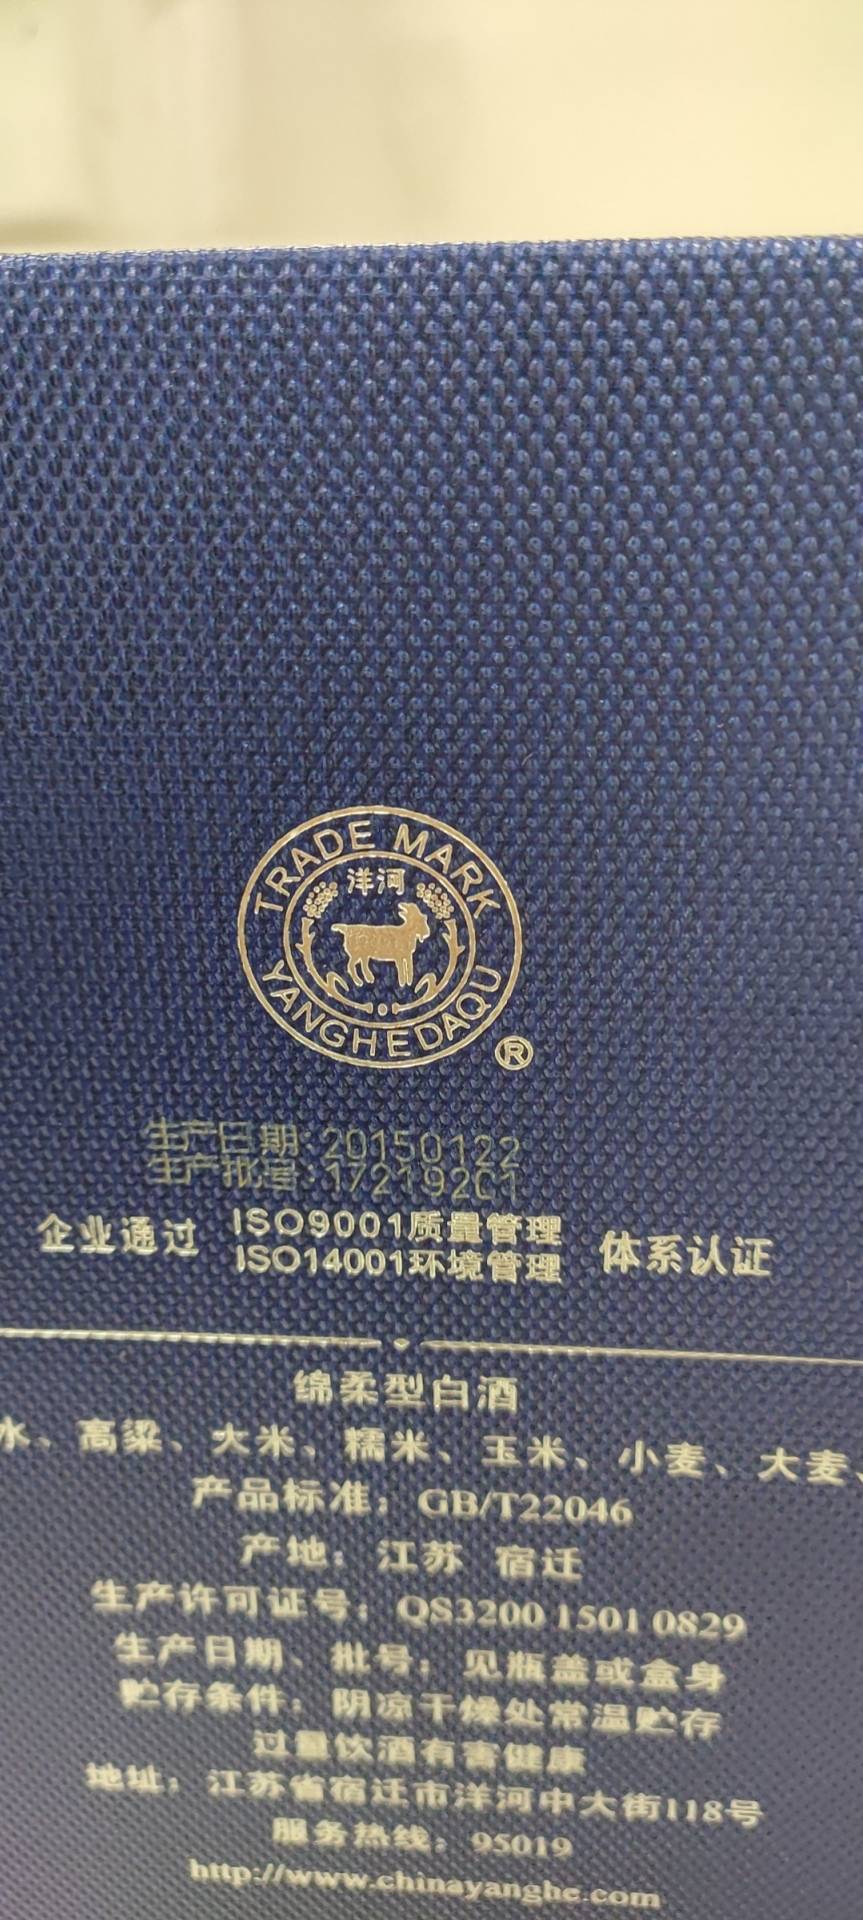 TRADE MARK
洋河
YANGHEDAQU
®
生产日期:20150122
生产批号:17219201
企业通过 ISO9001质量管理 体系认证
ISO14001环境管理
绵柔型白酒
水、高粱、大米、糯米、玉米、小麦、大麦、
产品标准：GB/T22046
产地：江苏 宿迁
生产许可证号：QS3200 1501 0829
生产日期、批号：见瓶盖或盒身
贮存条件：阴凉干燥处常温贮存
过量饮酒有害健康
地址：江苏省宿迁市洋河中大街118号
服务热线：95019
http://www.chinayanghe.com